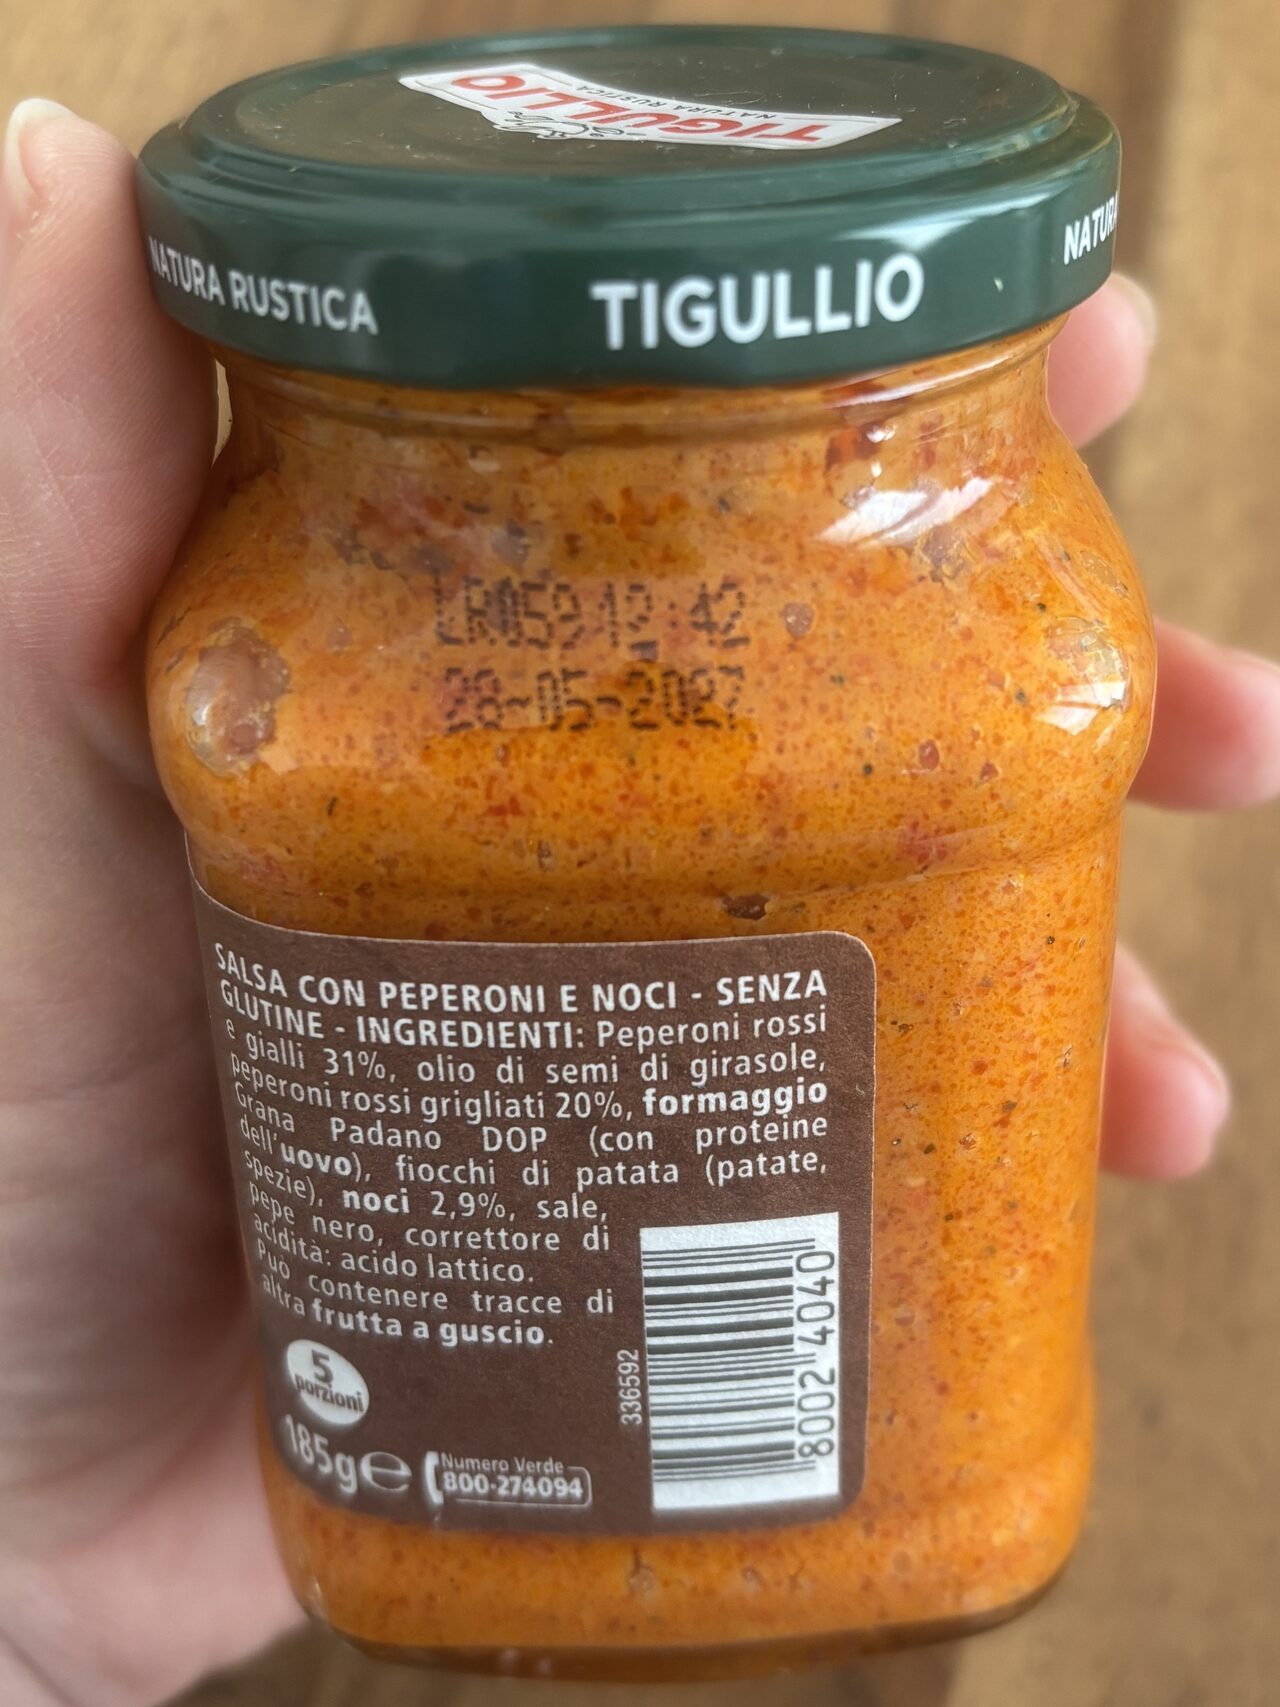 TIGULLIO
NATURA RUSTICA
NATURA RUSTICA
TIGULLIO
12:42
28-05-2027
SALSA CON PEPERONI E NOCI - SENZA
GLUTINE - INGREDIENTI: Peperoni rossi
e gialli 31%, olio di semi di girasole,
peperoni rossi grigliati 20%, formaggio
Grana Padano DOP (con proteine
dell'uovo), fiocchi di patata (patate,
spezie), noci 2,9%, sale,
pepe nero, correttore di
acidità: acido lattico.
Può contenere tracce di
altra frutta a guscio.
5
porzioni
185g e
Numero Verde
800-274094
336592
8002 4040